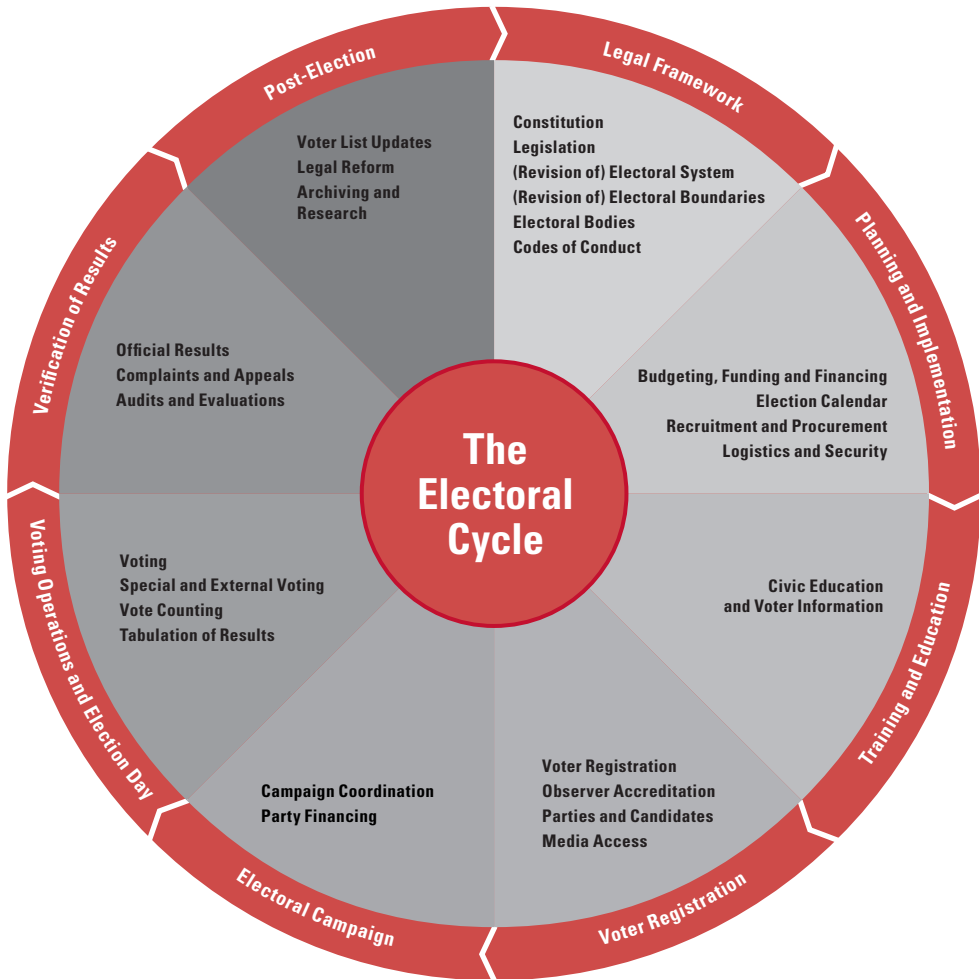 Legal Framework
Constitution
Legislation
(Revision of) Electoral System
(Revision of) Electoral Boundaries
Electoral Bodies
Codes of Conduct
Planning and Implementation
Budgeting, Funding and Financing
Election Calendar
Recruitment and Procurement
Logistics and Security
Training and Education
Civic Education
and Voter Information
Voter Registration
Voter Registration
Observer Accreditation
Parties and Candidates
Media Access
Electoral Campaign
Campaign Coordination
Party Financing
Voting Operations and Election Day
Voting
Special and External Voting
Vote Counting
Tabulation of Results
Verification of Results
Official Results
Complaints and Appeals
Audits and Evaluations
Post-Election
Voter List Updates
Legal Reform
Archiving and
Research
The
Electoral
Cycle